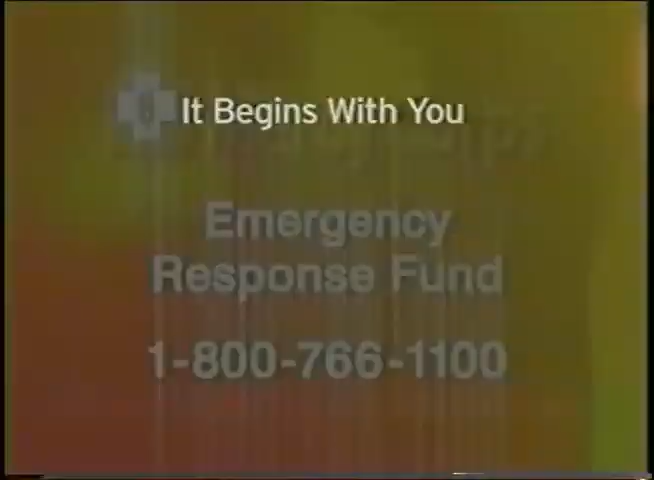 It Begins With You
Emergency
Response Fund
1-800-766-1100